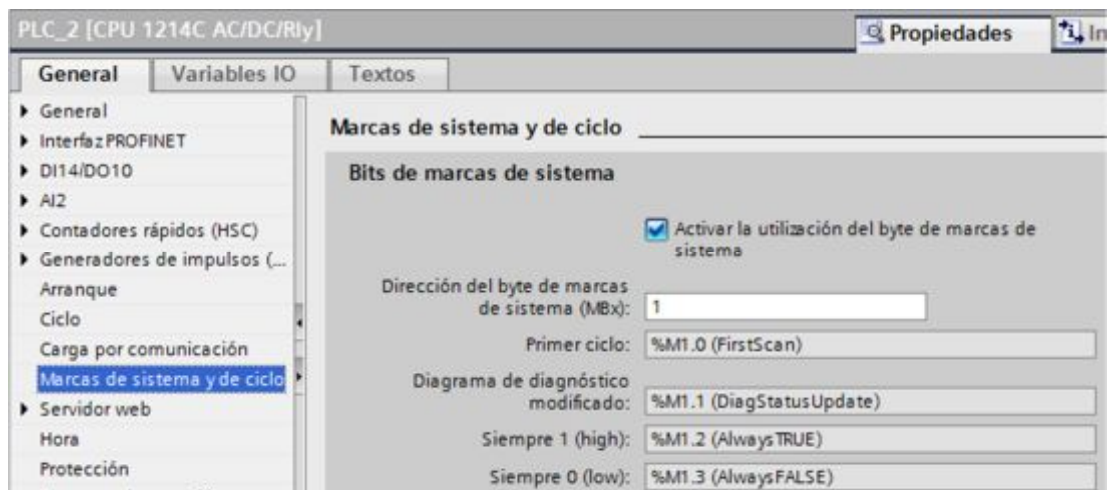 PLC_2 [CPU 1214C AC/DC/Rly]
Propiedades
General
Variables IO
Textos
General
Interfaz PROFINET
DI14/DO10
AI2
Contadores rápidos (HSC)
Generadores de impulsos (...
Arranque
Ciclo
Carga por comunicación
Marcas de sistema y de ciclo
Servidor web
Hora
Protección
Marcas de sistema y de ciclo
Bits de marcas de sistema
Activar la utilización del byte de marcas de
sistema
Dirección del byte de marcas
de sistema (MBx):
1
Primer ciclo:
%M1.0 (FirstScan)
Diagrama de diagnóstico
modificado:
%M1.1 (DiagStatusUpdate)
Siempre 1 (high):
%M1.2 (AlwaysTRUE)
Siempre 0 (low):
%M1.3 (AlwaysFALSE)